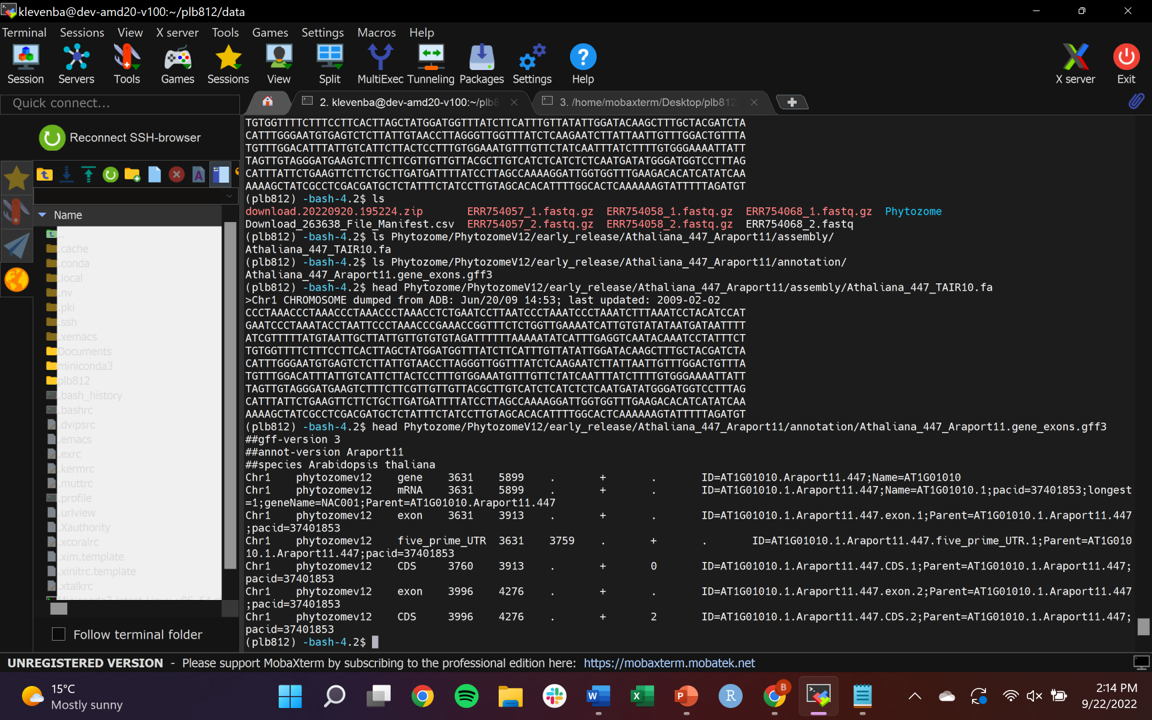 klevenba@dev-amd20-v100:~/plb812/data
Terminal Sessions View X server Tools Games Settings Macros Help
Session Servers Tools Games Sessions View Split MultiExec Tunneling Packages Settings Help X server Exit
Quick connect...
2. klevenba@dev-amd20-v100:~/plb8
3. /home/mobaxterm/Desktop/plb812
Reconnect SSH-browser
Name
..
.cache
.conda
.local
.nv
.pki
.ssh
.xemacs
Documents
miniconda3
plb812
.bash_history
.bashrc
.dvipsrc
.emacs
.exrc
.kermrc
.muttrc
.profile
.urlview
.Xauthority
.xcoralrc
.xim.template
.xinitrc.template
.xtalkrc
Follow terminal folder
TGTGGTTTTCTTTCCTTCACTTAGCTATGGATGGTTTATCTTCATTTGTTATATTGGATACAAGCTTTGCTACGATCTA
CATTTGGGAATGTGAGTCTCTTATTGTAACCTTAGGGTTGGTTTATCTCAAGAATCTTATTAATTGTTTGGACTGTTTA
TGTTTGGACATTTATTGTCATTCTTACTCCTTTGTGGAAATGTTTGTTCTATCAATTTATCTTTTGTGGGAAAATTATT
TAGTTGTAGGGATGAAGTCTTTCTTCGTTGTTGTTACGCTTGTCATCTCATCTCTCAATGATATGGGATGGTCCTTTAG
CATTTATTCTGAAGTTCTTCTGCTTGATGATTTTATCCTTAGCCAAAAGGATTGGTGGTTTGAAGACACATCATATCAA
AAAAGCTATCGCCTCGACGATGCTCTATTTCTATCCTTGTAGCACACATTTTGGCACTCAAAAAAGTATTTTTAGATGT
(plb812) -bash-4.2$ ls
download.20220920.195224.zip ERR754057_1.fastq.gz ERR754058_1.fastq.gz ERR754068_1.fastq.gz Phytozome
Download_263638_File_Manifest.csv ERR754057_2.fastq.gz ERR754058_2.fastq.gz ERR754068_2.fastq
(plb812) -bash-4.2$ ls Phytozome/PhytozomeV12/early_release/Athaliana_447_Araport11/assembly/
Athaliana_447_TAIR10.fa
(plb812) -bash-4.2$ ls Phytozome/PhytozomeV12/early_release/Athaliana_447_Araport11/annotation/
Athaliana_447_Araport11.gene_exons.gff3
(plb812) -bash-4.2$ head Phytozome/PhytozomeV12/early_release/Athaliana_447_Araport11/assembly/Athaliana_447_TAIR10.fa
>Chr1 CHROMOSOME dumped from ADB: Jun/20/09 14:53; last updated: 2009-02-02
CCCTAAACCCTAAACCCTAAACCCTAAACCTCTGAATCCTTAATCCCTAAATCCCTAAATCTTTAAATCCTACATCCAT
GAATCCCTAAATACCTAATTCCCTAAACCCGAAACCGGTTTCTCTGGTTGAAAATCATTGTGTATATAATGATAATTTT
ATCGTTTTTATGTAATTGCTTATTGTTGTGTGTAGATTTTTTAAAAATATCATTTGAGGTCAATACAAATCCTATTTCT
TGTGGTTTTCTTTCCTTCACTTAGCTATGGATGGTTTATCTTCATTTGTTATATTGGATACAAGCTTTGCTACGATCTA
CATTTGGGAATGTGAGTCTCTTATTGTAACCTTAGGGTTGGTTTATCTCAAGAATCTTATTAATTGTTTGGACTGTTTA
TGTTTGGACATTTATTGTCATTCTTACTCCTTTGTGGAAATGTTTGTTCTATCAATTTATCTTTTGTGGGAAAATTATT
TAGTTGTAGGGATGAAGTCTTTCTTCGTTGTTGTTACGCTTGTCATCTCATCTCTCAATGATATGGGATGGTCCTTTAG
CATTTATTCTGAAGTTCTTCTGCTTGATGATTTTATCCTTAGCCAAAAGGATTGGTGGTTTGAAGACACATCATATCAA
AAAAGCTATCGCCTCGACGATGCTCTATTTCTATCCTTGTAGCACACATTTTGGCACTCAAAAAAGTATTTTTAGATGT
(plb812) -bash-4.2$ head Phytozome/PhytozomeV12/early_release/Athaliana_447_Araport11/annotation/Athaliana_447_Araport11.gene_exons.gff3
##gff-version 3
##annot-version Araport11
##species Arabidopsis thaliana
Chr1 phytozomev12 gene 3631 5899 . + . ID=AT1G01010.Araport11.447;Name=AT1G01010
Chr1 phytozomev12 mRNA 3631 5899 . + . ID=AT1G01010.1.Araport11.447;Name=AT1G01010.1;pacid=37401853;longest
=1;geneName=NAC001;Parent=AT1G01010.Araport11.447
Chr1 phytozomev12 exon 3631 3913 . + . ID=AT1G01010.1.Araport11.447.exon.1;Parent=AT1G01010.1.Araport11.447
;pacid=37401853
Chr1 phytozomev12 five_prime_UTR 3631 3759 . + . ID=AT1G01010.1.Araport11.447.five_prime_UTR.1;Parent=AT1G010
10.1.Araport11.447;pacid=37401853
Chr1 phytozomev12 CDS 3760 3913 . + 0 ID=AT1G01010.1.Araport11.447.CDS.1;Parent=AT1G01010.1.Araport11.447;
pacid=37401853
Chr1 phytozomev12 exon 3996 4276 . + . ID=AT1G01010.1.Araport11.447.exon.2;Parent=AT1G01010.1.Araport11.447
;pacid=37401853
Chr1 phytozomev12 CDS 3996 4276 . + 2 ID=AT1G01010.1.Araport11.447.CDS.2;Parent=AT1G01010.1.Araport11.447;
pacid=37401853
(plb812) -bash-4.2$
UNREGISTERED VERSION - Please support MobaXterm by subscribing to the professional edition here: https://mobaxterm.mobatek.net
15°C
Mostly sunny
2:14 PM
9/22/2022